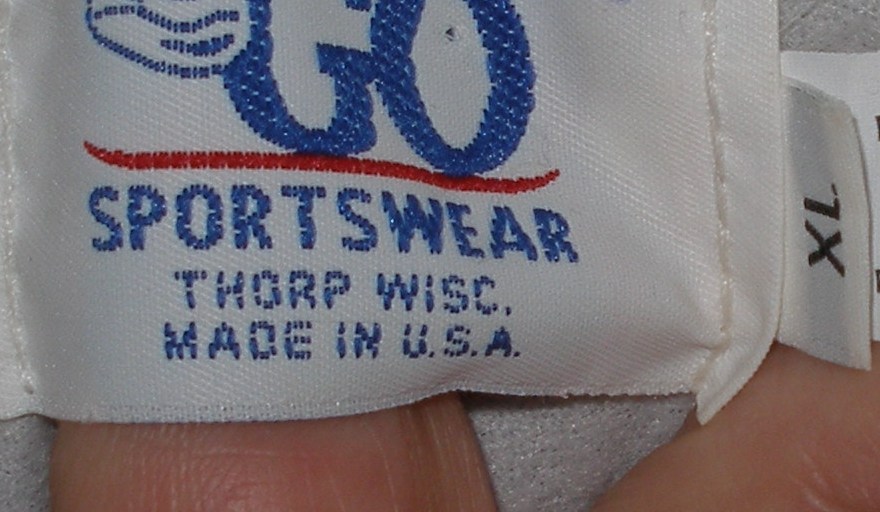 GO
SPORTSWEAR
THORP WISC.
MADE IN U.S.A.
XL